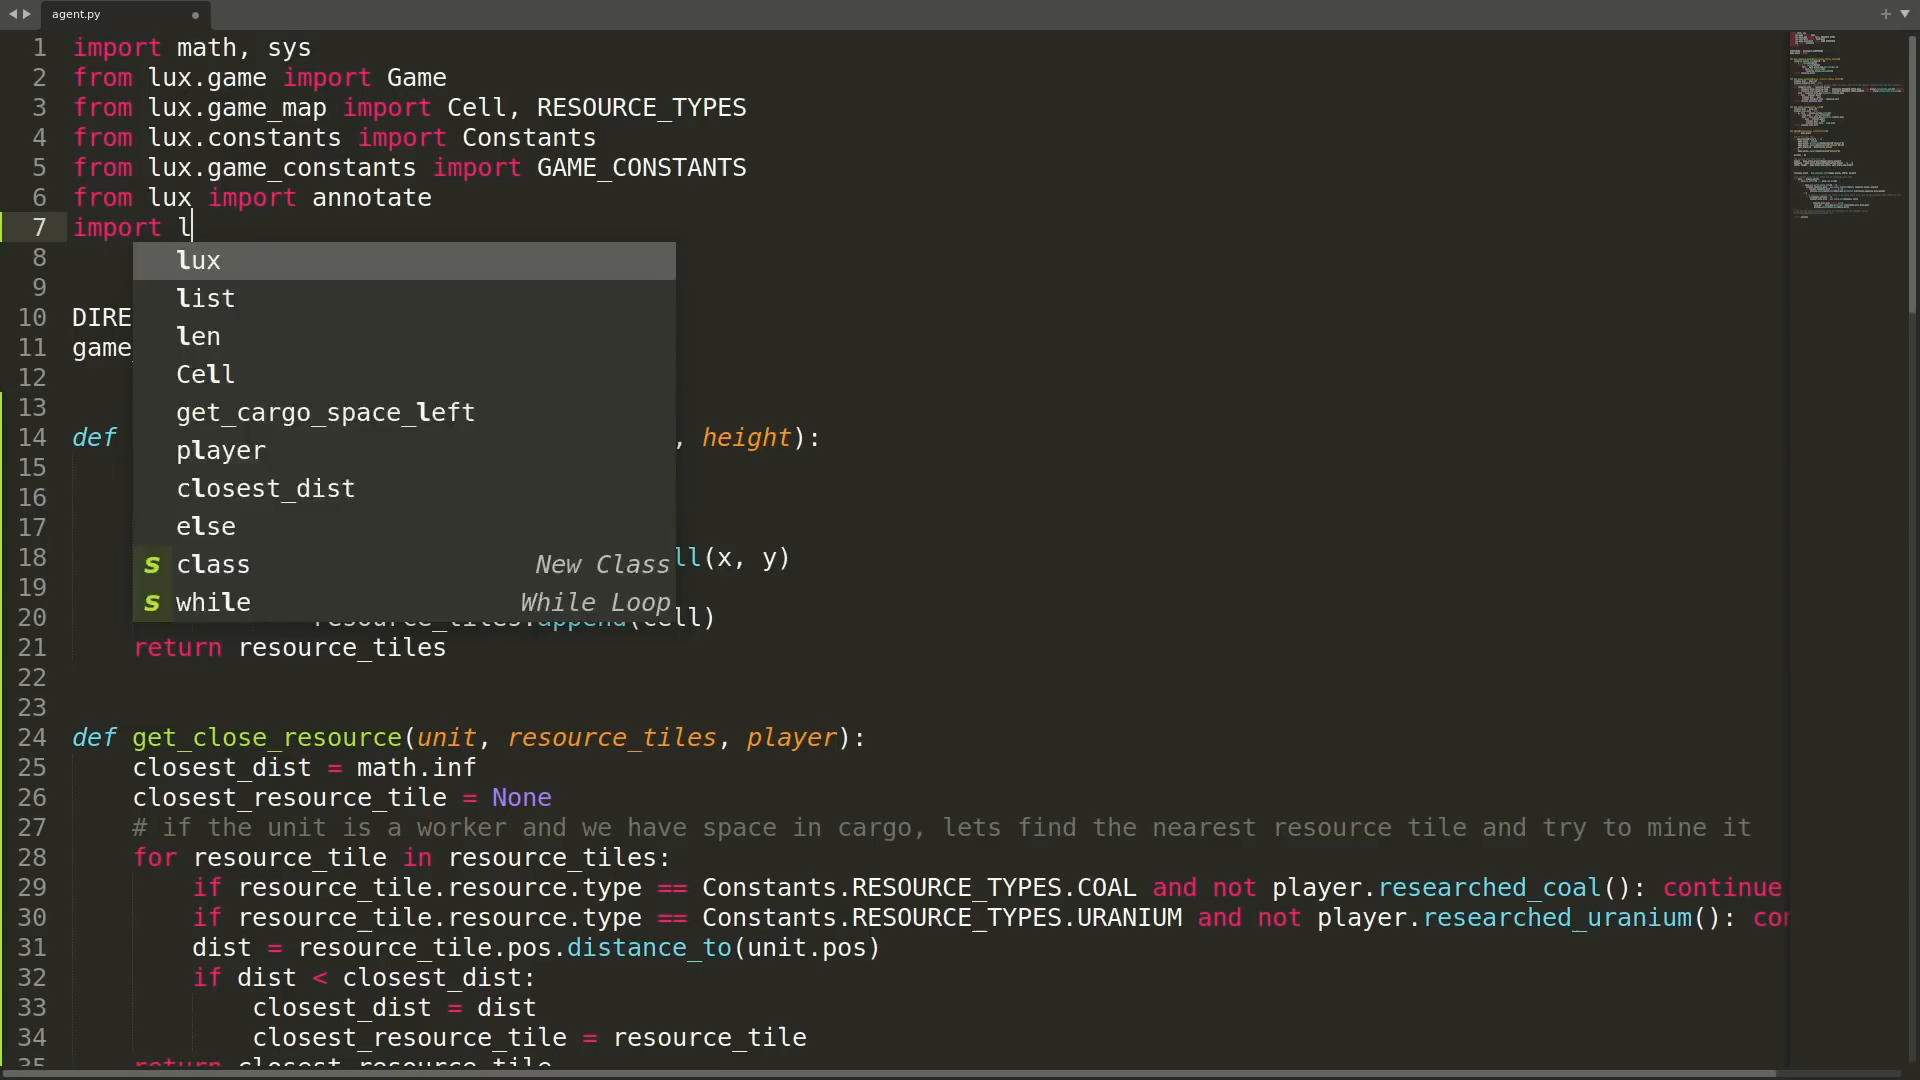 agent.py
1 import math, sys
2 from lux.game import Game
3 from lux.game_map import Cell, RESOURCE_TYPES
4 from lux.constants import Constants
5 from lux.game_constants import GAME_CONSTANTS
6 from lux import annotate
7 import l
8 lux
9 list
10 DIRE len
11 game_ Cell
12
13 get_cargo_space_left
14 def player , height):
15
16 closest_dist
17 else
18 class New Class ll(x, y)
19 while While Loop
20 resource_tiles.append(cell)
21 return resource_tiles
22
23
24 def get_close_resource(unit, resource_tiles, player):
25 closest_dist = math.inf
26 closest_resource_tile = None
27 # if the unit is a worker and we have space in cargo, lets find the nearest resource tile and try to mine it
28 for resource_tile in resource_tiles:
29 if resource_tile.resource.type == Constants.RESOURCE_TYPES.COAL and not player.researched_coal(): continue
30 if resource_tile.resource.type == Constants.RESOURCE_TYPES.URANIUM and not player.researched_uranium(): con
31 dist = resource_tile.pos.distance_to(unit.pos)
32 if dist < closest_dist:
33 closest_dist = dist
34 closest_resource_tile = resource_tile
35 return closest_resource_tile